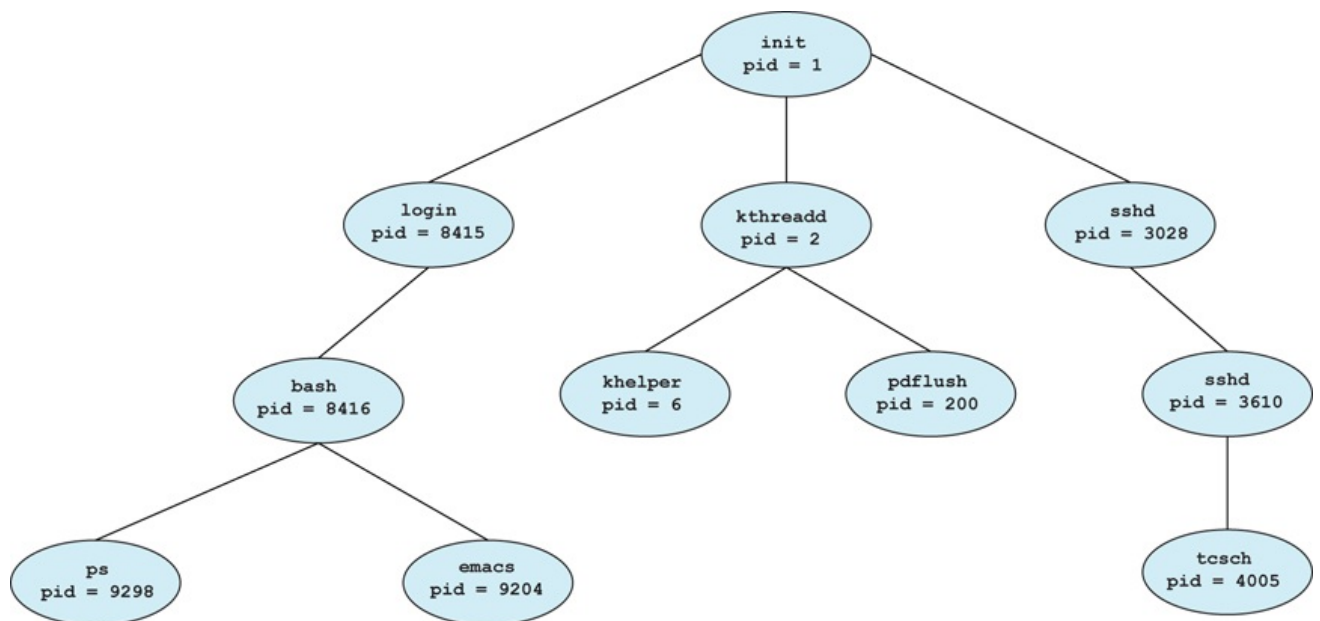 init
pid = 1
login
pid = 8415
kthreadd
pid = 2
sshd
pid = 3028
bash
pid = 8416
khelper
pid = 6
pdflush
pid = 200
sshd
pid = 3610
ps
pid = 9298
emacs
pid = 9204
tcsch
pid = 4005